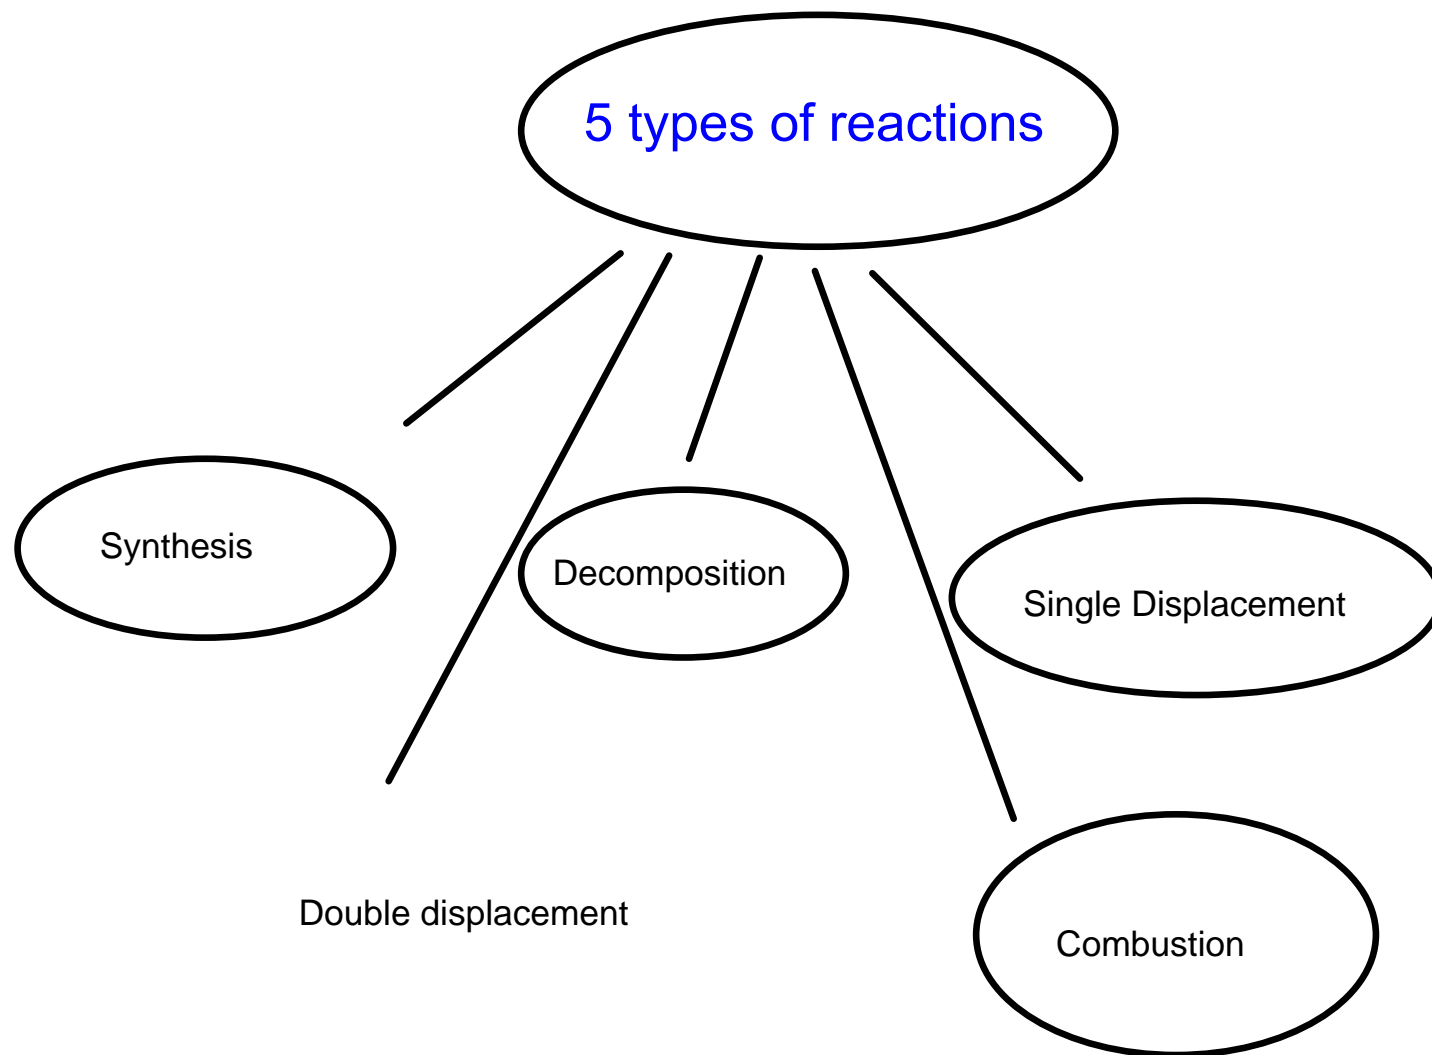 5 types of reactions
Synthesis
Decomposition
Single Displacement
Double displacement
Combustion